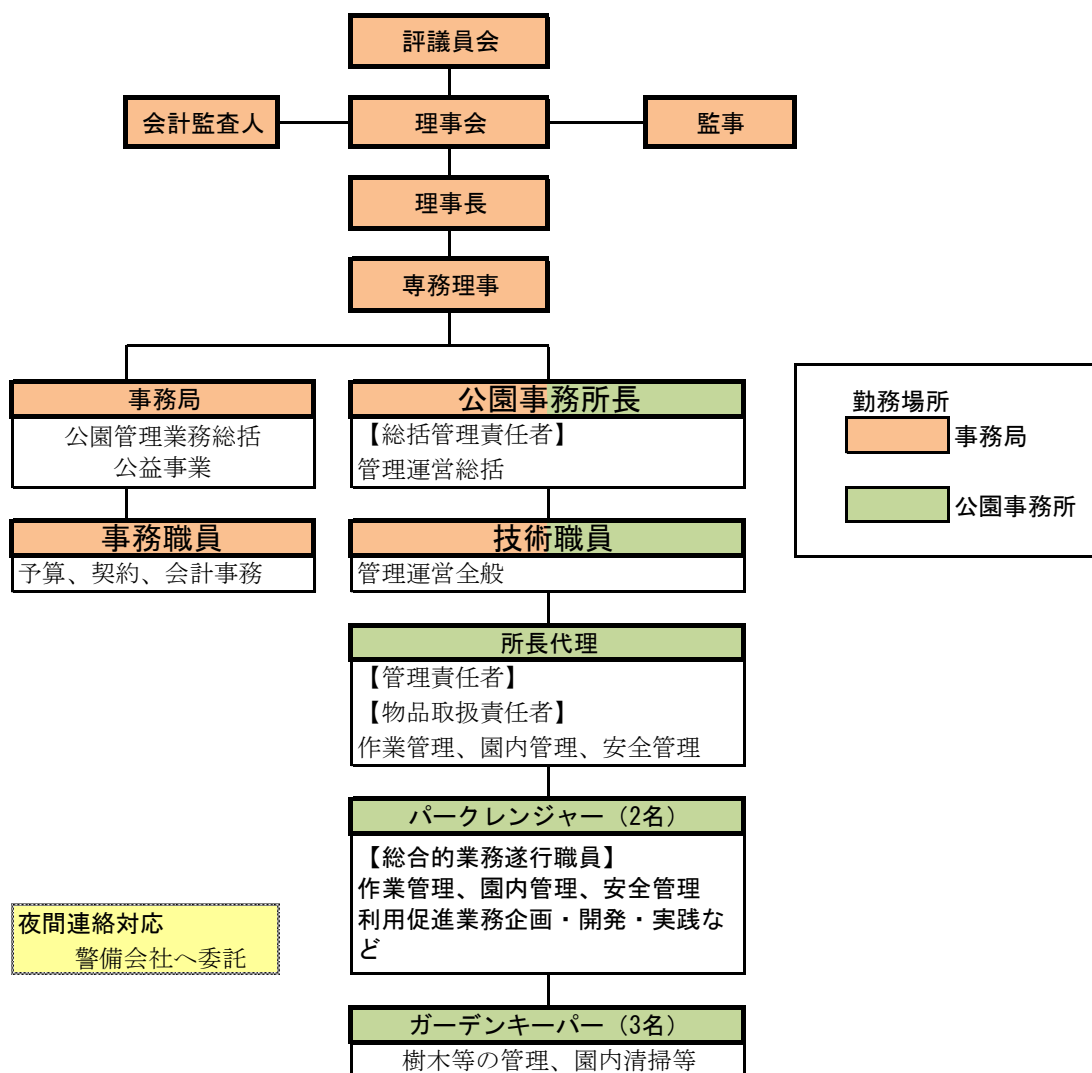 評議員会
会計監査人
理事会
監事
理事長
専務理事
事務局
公園管理業務総括
公益事業
公園事務所長
【総括管理責任者】
管理運営総括
勤務場所
事務局
公園事務所
事務職員
予算、契約、会計事務
技術職員
管理運営全般
所長代理
【管理責任者】
【物品取扱責任者】
作業管理、園内管理、安全管理
パークレンジャー（2名）
【総合的業務遂行職員】
作業管理、園内管理、安全管理
利用促進業務企画・開発・実践な
ど
夜間連絡対応
警備会社へ委託
ガーデンキーパー（3名）
樹木等の管理、園内清掃等